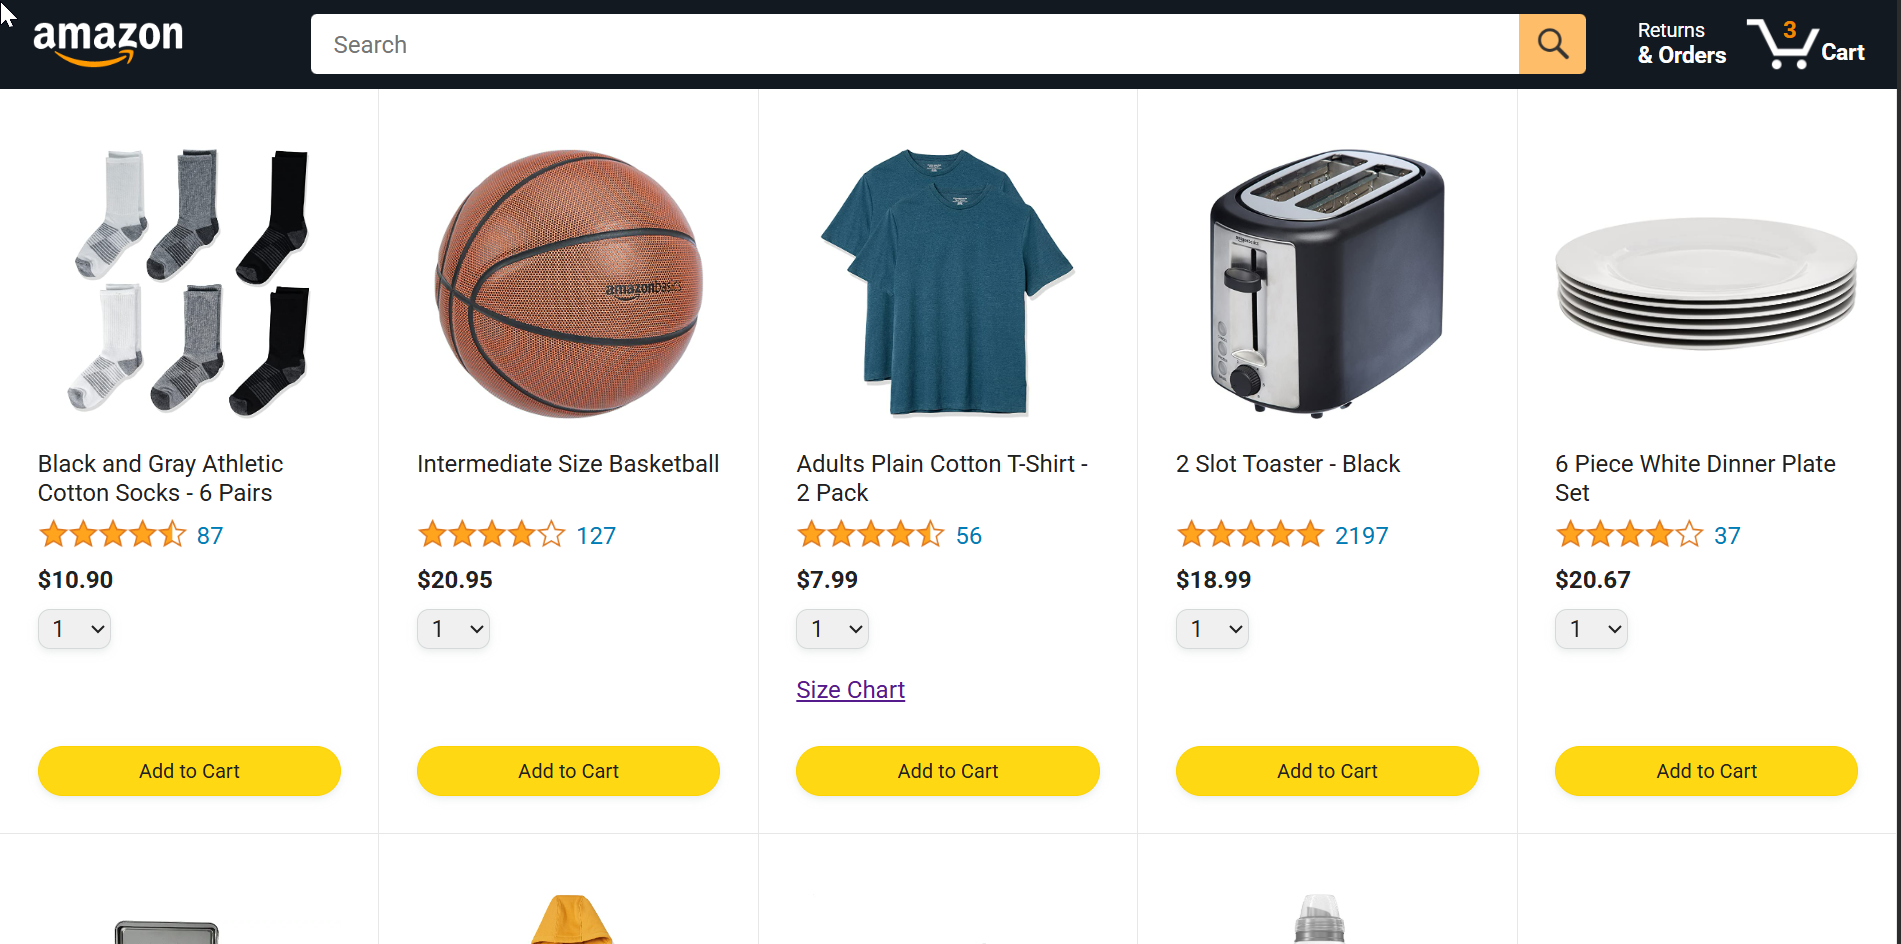 amazon
Search
Returns
& Orders
3
Cart
amazonbasics
Black and Gray Athletic
Cotton Socks - 6 Pairs
87
$10.90
1
Add to Cart
Intermediate Size Basketball
127
$20.95
1
Add to Cart
Adults Plain Cotton T-Shirt -
2 Pack
56
$7.99
1
Size Chart
Add to Cart
2 Slot Toaster - Black
2197
$18.99
1
Add to Cart
6 Piece White Dinner Plate
Set
37
$20.67
1
Add to Cart